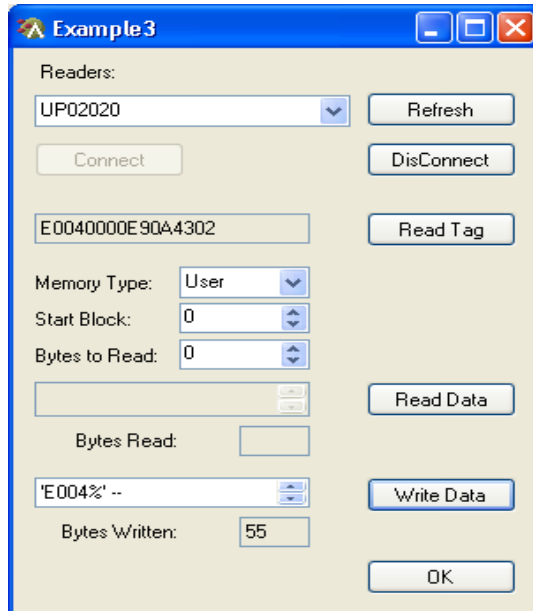 Example3
Readers:
UP02020
Refresh
Connect
DisConnect
E0040000E90A4302
Read Tag
Memory Type: User
Start Block: 0
Bytes to Read: 0
Read Data
Bytes Read:
'E004%' --
Write Data
Bytes Written: 55
OK